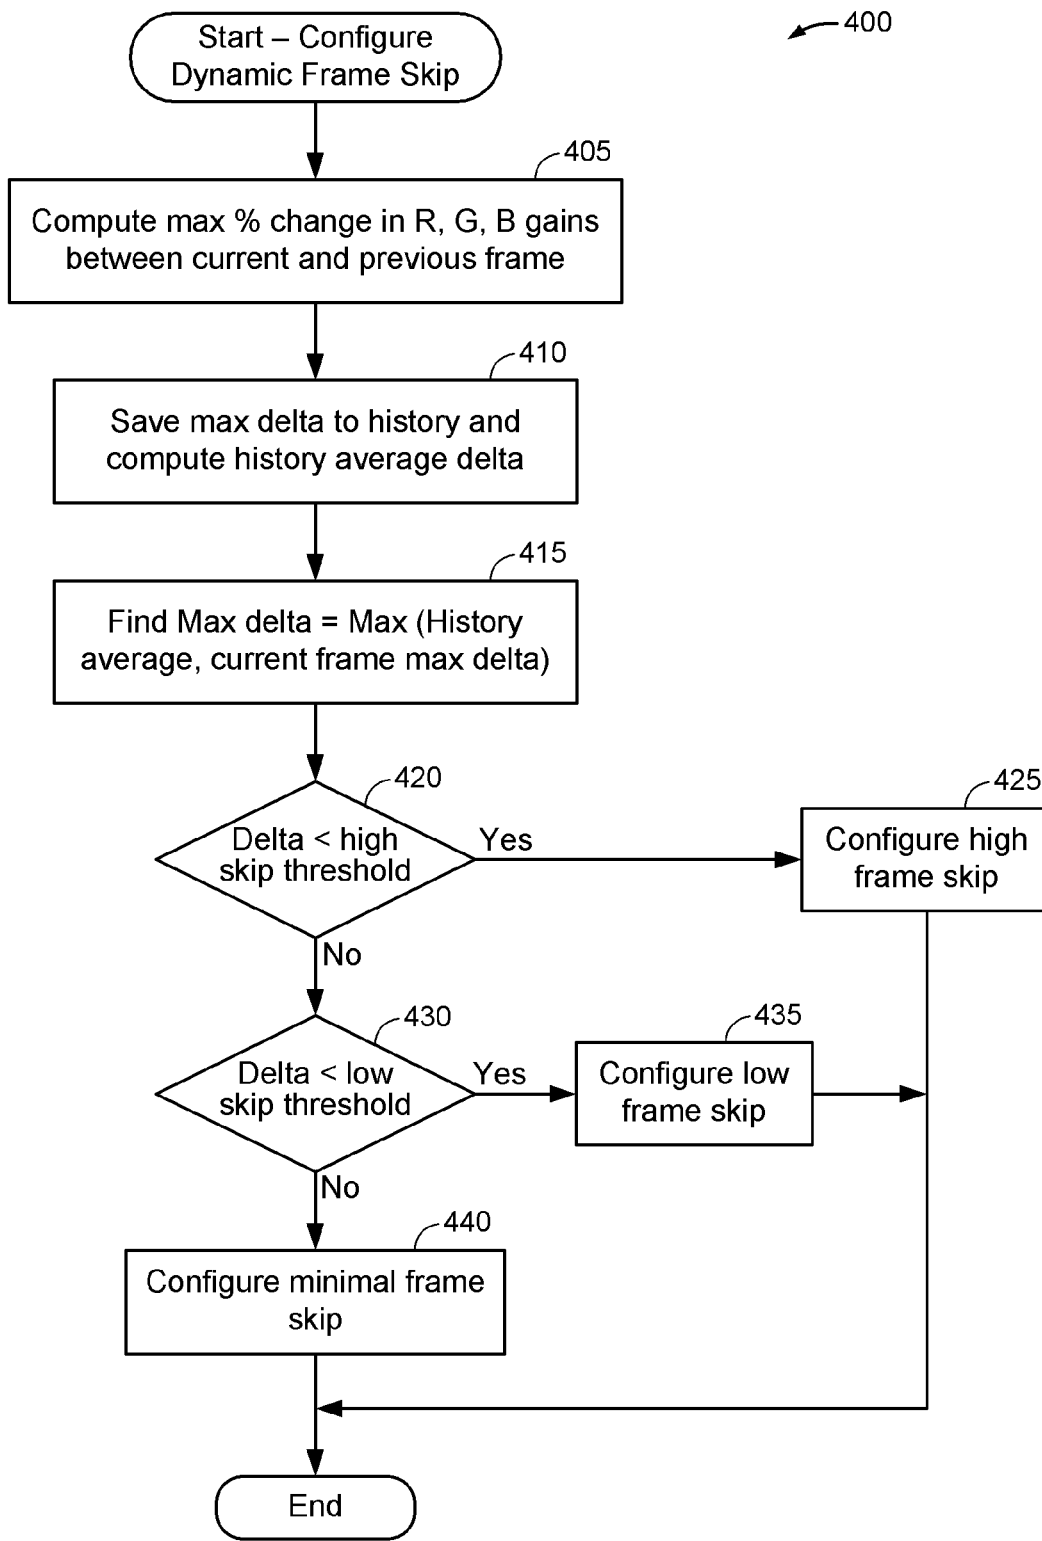 Start – Configure
Dynamic Frame Skip
400
405
Compute max % change in R, G, B gains
between current and previous frame
410
Save max delta to history and
compute history average delta
415
Find Max delta = Max (History
average, current frame max delta)
420
Delta < high
skip threshold
Yes
425
Configure high
frame skip
No
430
Delta < low
skip threshold
Yes
435
Configure low
frame skip
No
440
Configure minimal frame
skip
End